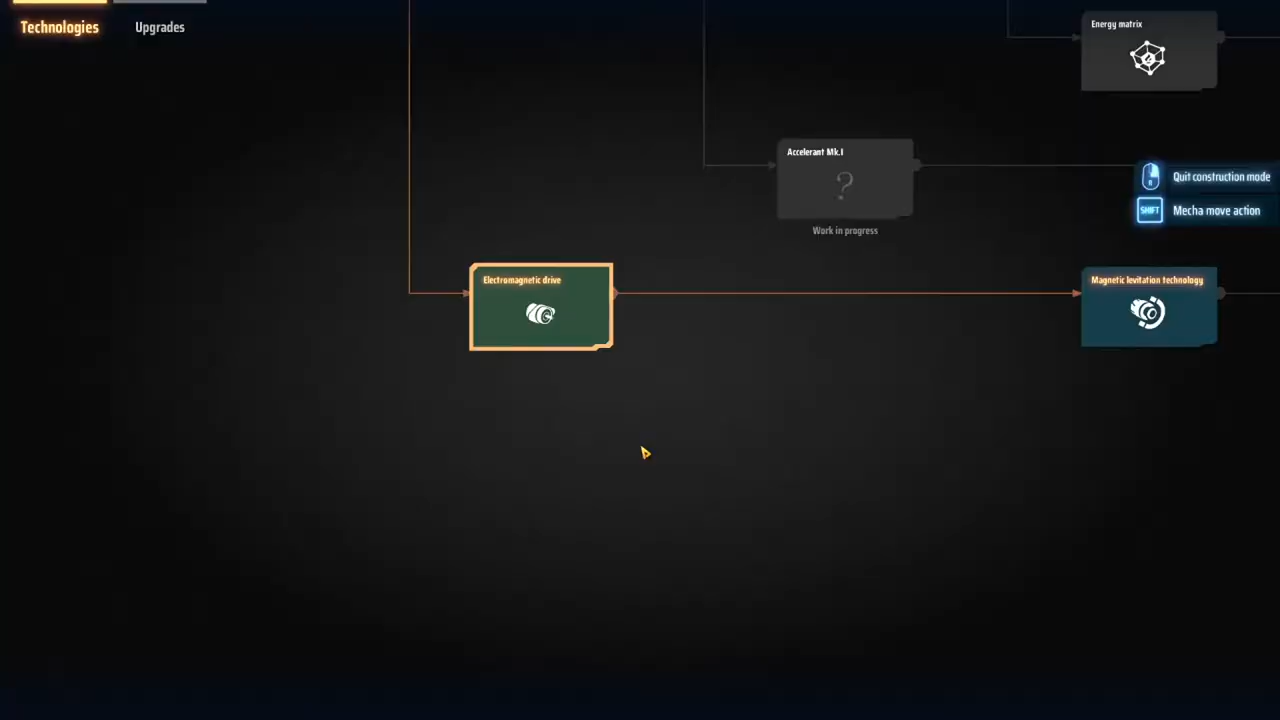 Technologies
Upgrades
Energy matrix
Accelerant Mk.I
?
Work in progress
R
Quit construction mode
SHIFT
Mecha move action
Electromagnetic drive
Magnetic levitation technology